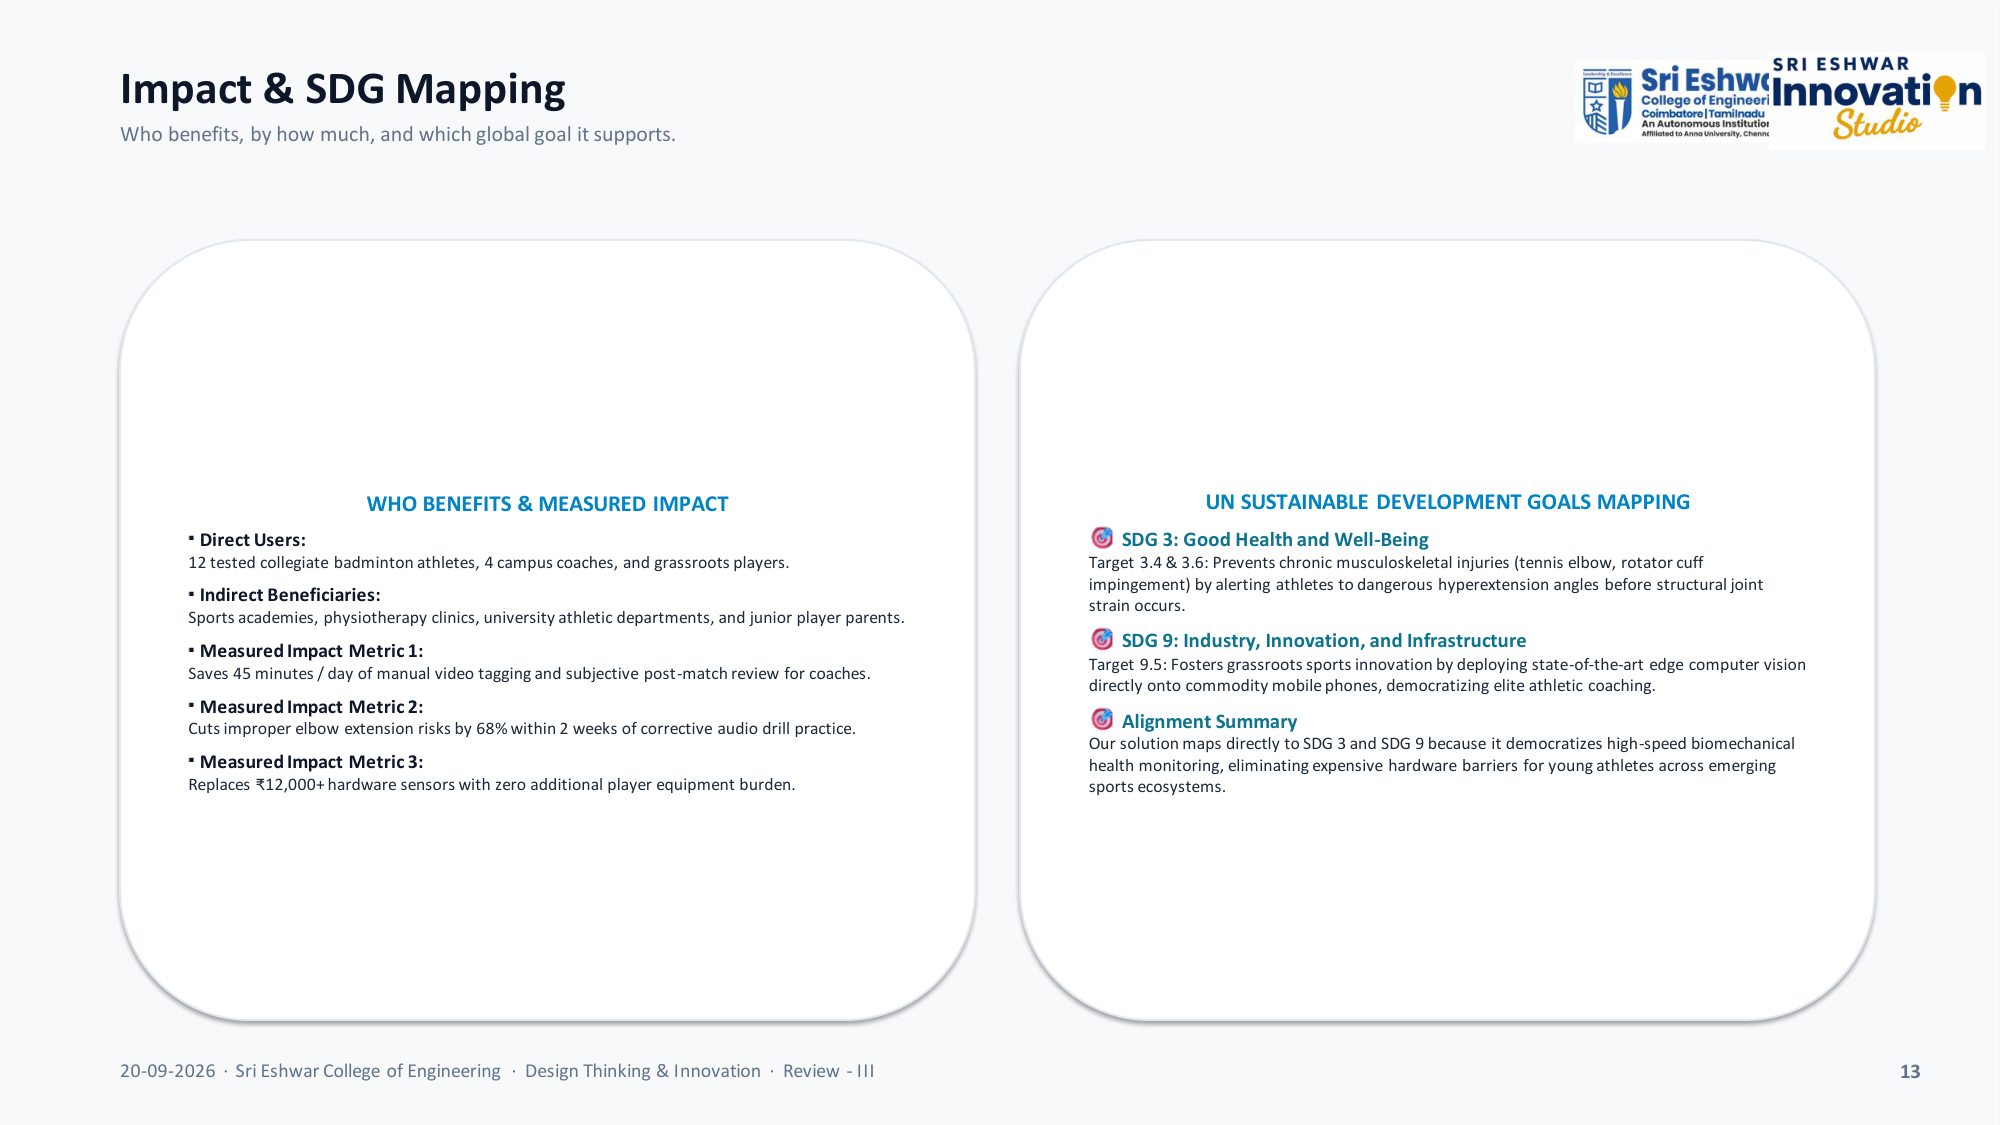 Impact & SDG Mapping
Who benefits, by how much, and which global goal it supports.
Leadership & Excellence
Sri Eshw
College of Engineeri
Coimbatore | Tamilnadu
An Autonomous Institution
Affiliated to Anna University, Chenn
SRI ESHWAR
Innovation
Studio
WHO BENEFITS & MEASURED IMPACT
▪ Direct Users:
12 tested collegiate badminton athletes, 4 campus coaches, and grassroots players.
▪ Indirect Beneficiaries:
Sports academies, physiotherapy clinics, university athletic departments, and junior player parents.
▪ Measured Impact Metric 1:
Saves 45 minutes / day of manual video tagging and subjective post-match review for coaches.
▪ Measured Impact Metric 2:
Cuts improper elbow extension risks by 68% within 2 weeks of corrective audio drill practice.
▪ Measured Impact Metric 3:
Replaces ₹12,000+ hardware sensors with zero additional player equipment burden.
UN SUSTAINABLE DEVELOPMENT GOALS MAPPING
🎯 SDG 3: Good Health and Well-Being
Target 3.4 & 3.6: Prevents chronic musculoskeletal injuries (tennis elbow, rotator cuff
impingement) by alerting athletes to dangerous hyperextension angles before structural joint
strain occurs.
🎯 SDG 9: Industry, Innovation, and Infrastructure
Target 9.5: Fosters grassroots sports innovation by deploying state-of-the-art edge computer vision
directly onto commodity mobile phones, democratizing elite athletic coaching.
🎯 Alignment Summary
Our solution maps directly to SDG 3 and SDG 9 because it democratizes high-speed biomechanical
health monitoring, eliminating expensive hardware barriers for young athletes across emerging
sports ecosystems.
20-09-2026 · Sri Eshwar College of Engineering · Design Thinking & Innovation · Review - III
13